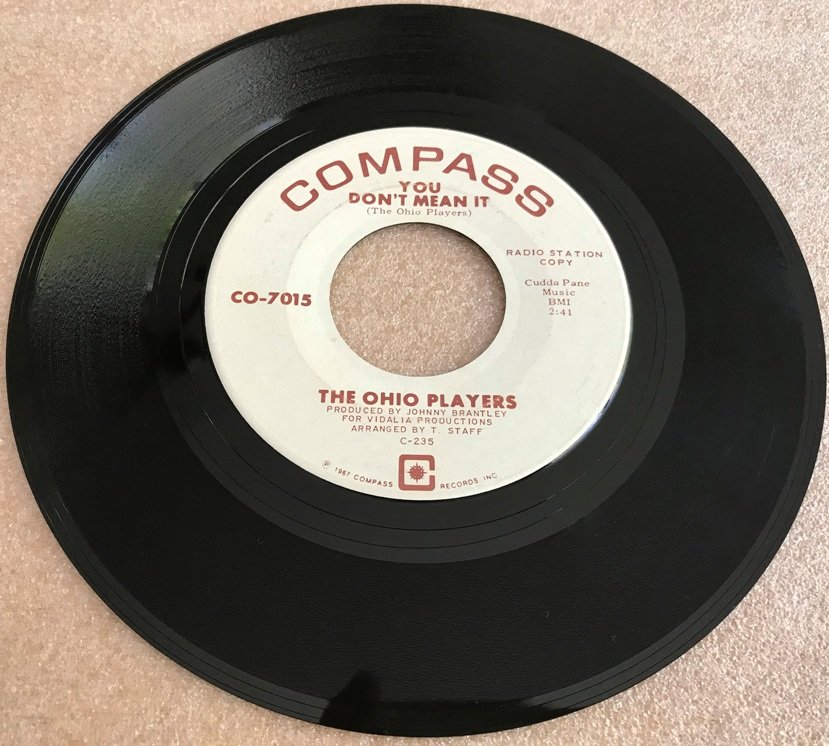 COMPASS
YOU
DON'T MEAN IT
(The Ohio Players)
RADIO STATION
COPY
CO-7015
Cudda Pane
Music
BMI
2:41
THE OHIO PLAYERS
PRODUCED BY JOHNNY BRANTLEY
FOR VIDALIA PRODUCTIONS
ARRANGED BY T. STAFF
C-235
℗ 1967 COMPASS RECORDS INC